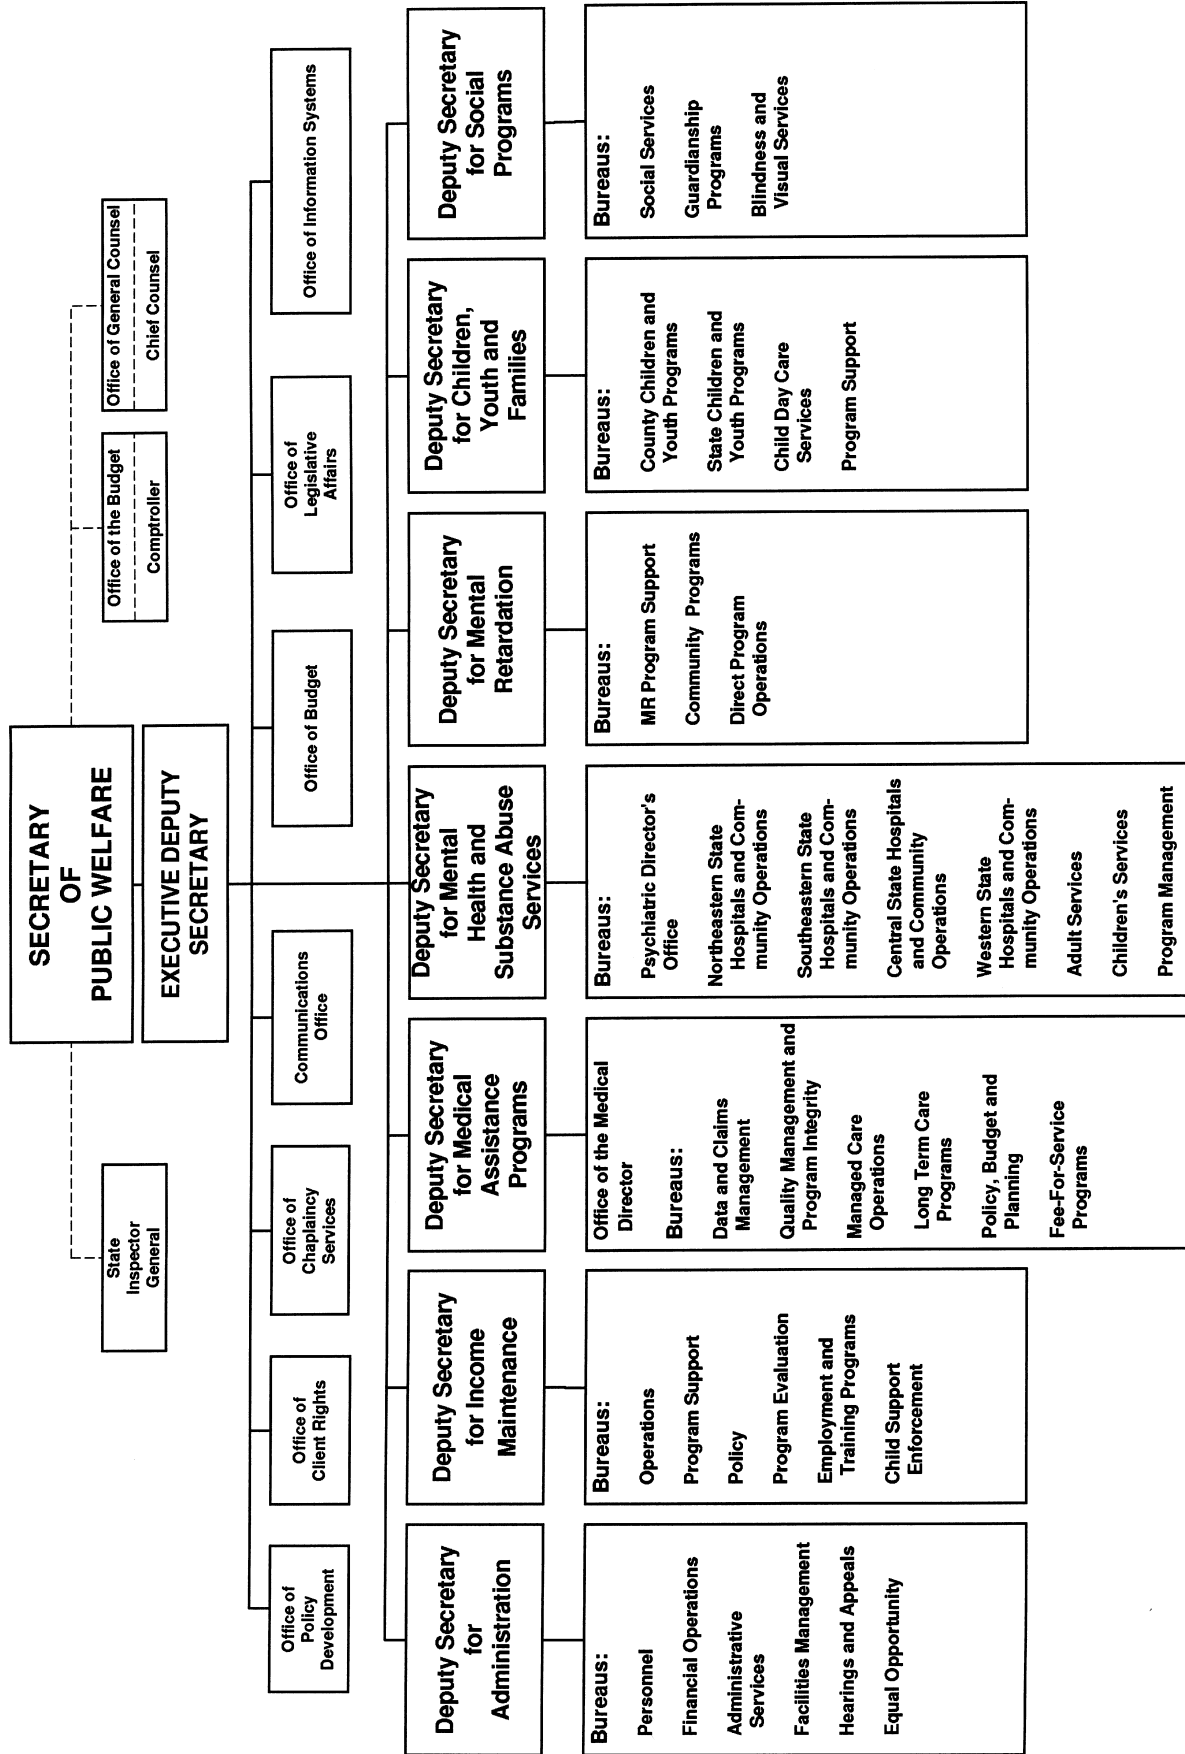 SECRETARY
OF
PUBLIC WELFARE
EXECUTIVE DEPUTY
SECRETARY
State
Inspector
General
Office of the Budget
Comptroller
Office of General Counsel
Chief Counsel
Office of
Policy
Development
Office of
Client Rights
Office of
Chaplaincy
Services
Communications
Office
Office of Budget
Office of
Legislative
Affairs
Office of Information Systems
Deputy Secretary
for
Administration
Bureaus:
Personnel
Financial Operations
Administrative
Services
Facilities Management
Hearings and Appeals
Equal Opportunity
Deputy Secretary
for Income
Maintenance
Bureaus:
Operations
Program Support
Policy
Program Evaluation
Employment and
Training Programs
Child Support
Enforcement
Deputy Secretary
for Medical
Assistance
Programs
Office of the Medical
Director
Bureaus:
Data and Claims
Management
Quality Management and
Program Integrity
Managed Care
Operations
Long Term Care
Programs
Policy, Budget and
Planning
Fee-For-Service
Programs
Deputy Secretary
for Mental
Health and
Substance Abuse
Services
Bureaus:
Psychiatric Director's
Office
Northeastern State
Hospitals and Com-
munity Operations
Southeastern State
Hospitals and Com-
munity Operations
Central State Hospitals
and Community
Operations
Western State
Hospitals and Com-
munity Operations
Adult Services
Children's Services
Program Management
Deputy Secretary
for Mental
Retardation
Bureaus:
MR Program Support
Community Programs
Direct Program
Operations
Deputy Secretary
for Children,
Youth and
Families
Bureaus:
County Children and
Youth Programs
State Children and
Youth Programs
Child Day Care
Services
Program Support
Deputy Secretary
for Social
Programs
Bureaus:
Social Services
Guardianship
Programs
Blindness and
Visual Services